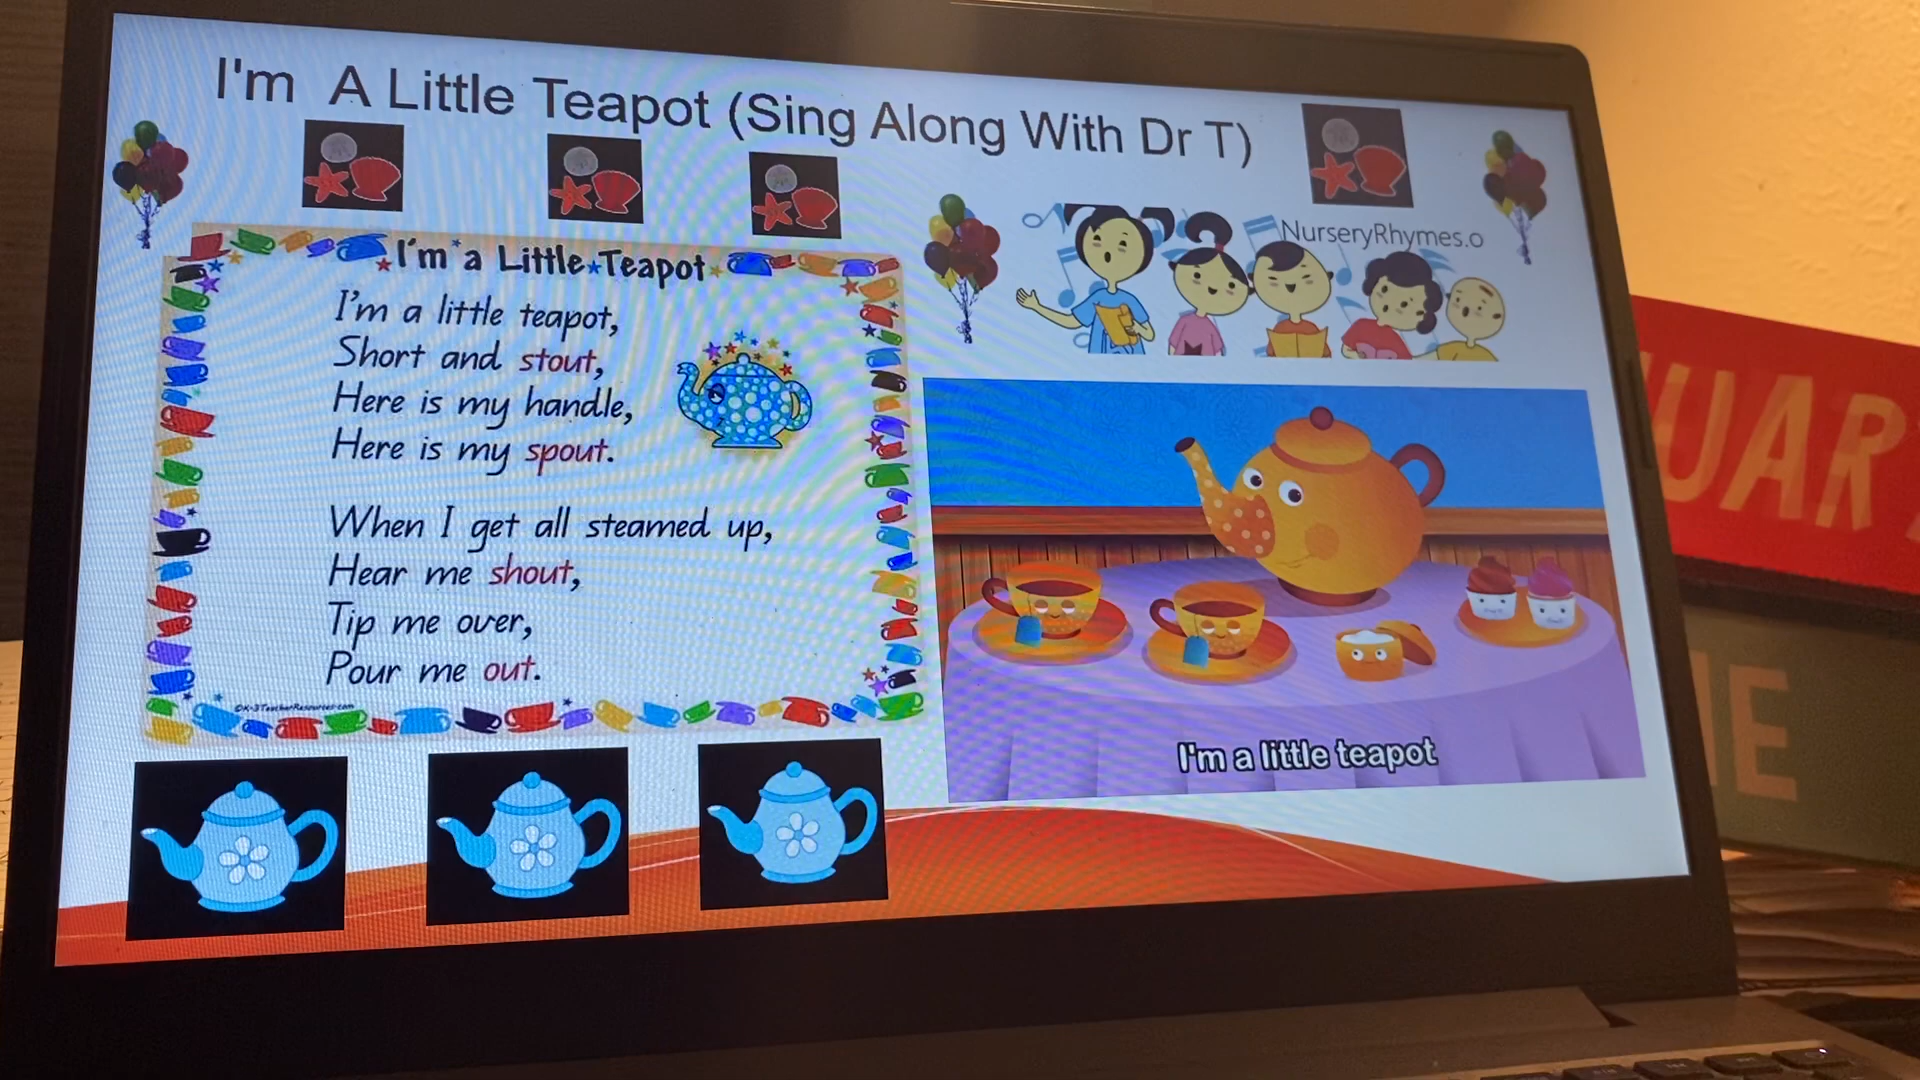 I'm A Little Teapot (Sing Along With Dr T)
NurseryRhymes.o
I'm a Little Teapot
I'm a little teapot,
Short and stout,
Here is my handle,
Here is my spout.
When I get all steamed up,
Hear me shout,
Tip me over,
Pour me out.
©K-3TeacherResources.com
I'm a little teapot
UAR